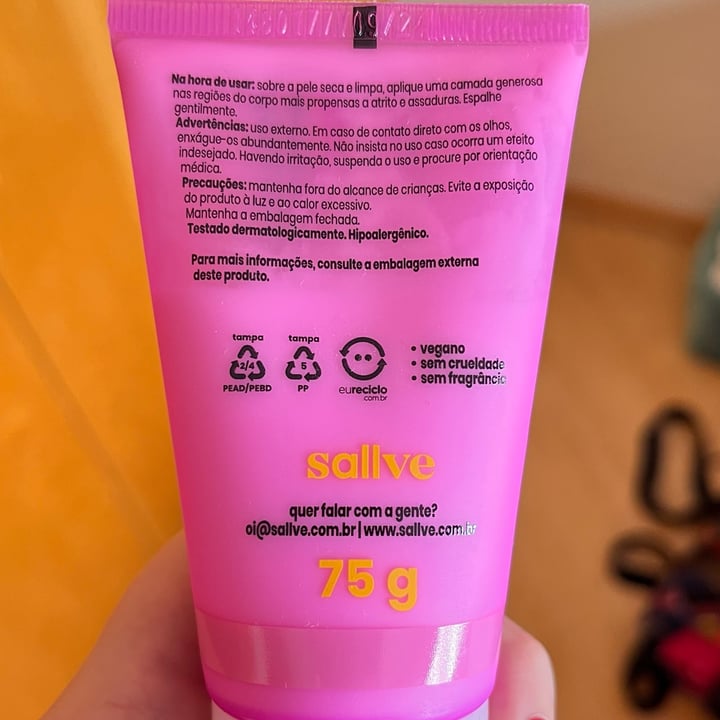 Na hora de usar: sobre a pele seca e limpa, aplique uma camada generosa
nas regiões do corpo mais propensas a atrito e assaduras. Espalhe
gentilmente.
Advertências: uso externo. Em caso de contato direto com os olhos,
enxágue-os abundantemente. Não insista no uso caso ocorra um efeito
indesejado. Havendo irritação, suspenda o uso e procure por orientação
médica.
Precauções: mantenha fora do alcance de crianças. Evite a exposição
do produto à luz e ao calor excessivo.
Mantenha a embalagem fechada.
Testado dermatologicamente. Hipoalergênico.
Para mais informações, consulte a embalagem externa
deste produto.
tampa
2/4
PEAD/PEBD
tampa
5
PP
eureciclo
com.br
• vegano
• sem crueldade
• sem fragrância
sallve
quer falar com a gente?
oi@sallve.com.br | www.sallve.com.br
75 g